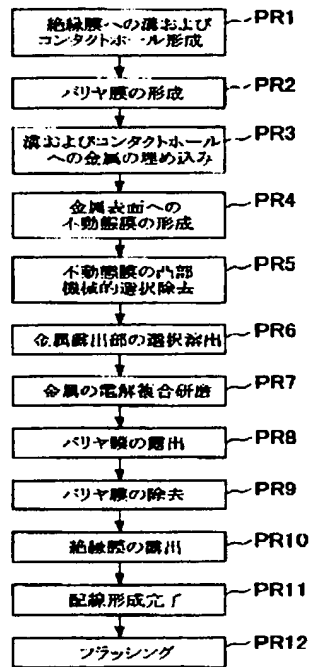 絶縁膜への溝および
コンタクトホール形成
PR1
バリヤ膜の形成
PR2
溝およびコンタクトホール
への金属の埋め込み
PR3
金属表面への
不動態膜の形成
PR4
不動態膜の凸部
機械的選択除去
PR5
金属露出部の選択溶出
PR6
金属の電解複合研磨
PR7
バリヤ膜の露出
PR8
バリヤ膜の除去
PR9
絶縁膜の露出
PR10
配線形成完了
PR11
フラッシング
PR12